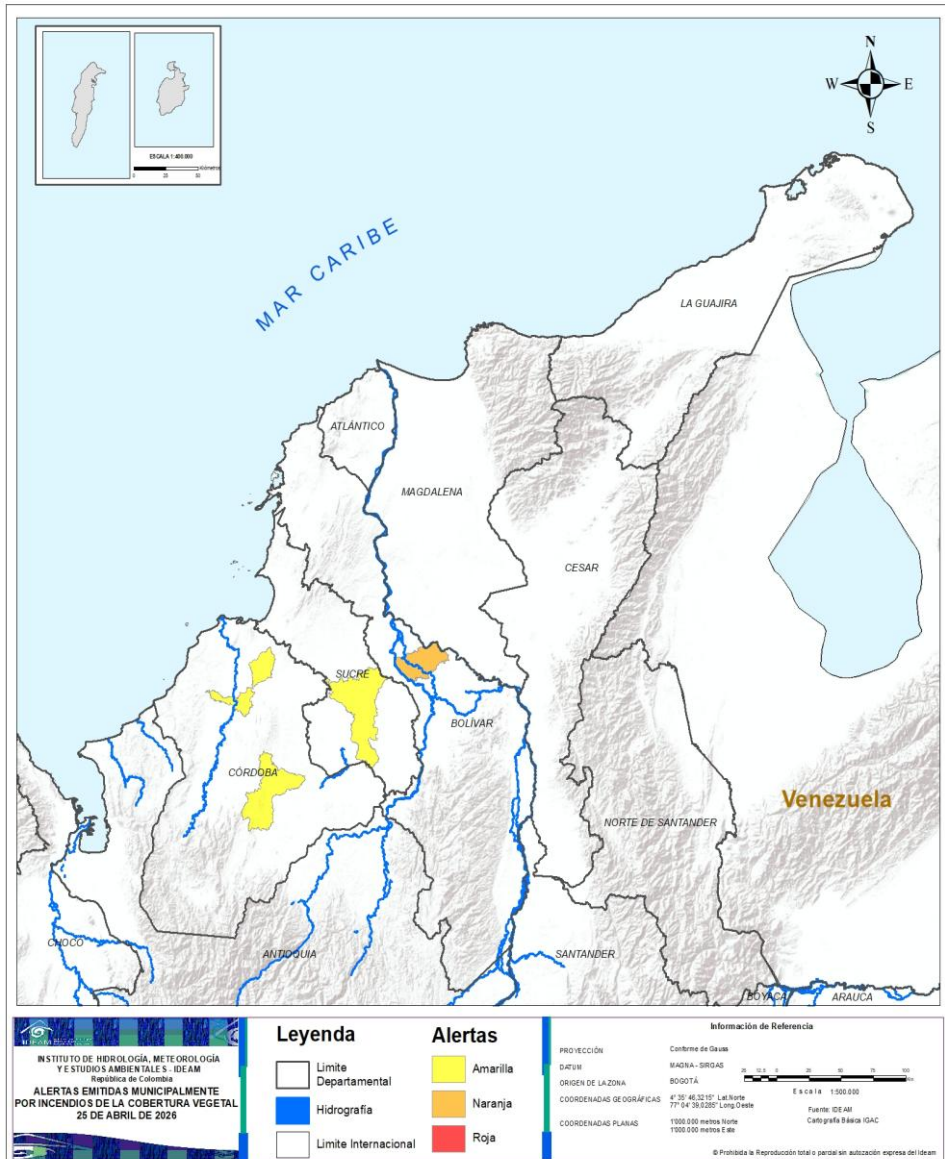 ESCALA 1:400.000
Kilómetros
N
W
E
S
MAR CARIBE
LA GUAJIRA
ATLÁNTICO
MAGDALENA
CESAR
SUCRE
BOLÍVAR
CÓRDOBA
Venezuela
NORTE DE SANTANDER
CHOCO
ANTIOQUIA
SANTANDER
BOYACA
ARAUCA
IDEAM
INSTITUTO DE HIDROLOGÍA, METEOROLOGÍA
Y ESTUDIOS AMBIENTALES - IDEAM
República de Colombia
ALERTAS EMITIDAS MUNICIPALMENTE
POR INCENDIOS DE LA COBERTURA VEGETAL
25 DE ABRIL DE 2026
Leyenda
Limite
Departamental
Hidrografía
Limite Internacional
Alertas
Amarilla
Naranja
Roja
Información de Referencia
PROYECCIÓN Conforme de Gauss
DATUM MAGNA - SIRGAS
ORIGEN DE LA ZONA BOGOTÁ
COORDENADAS GEOGRÁFICAS 4° 35' 46,3215" Lat.Norte
77° 04' 39,0285" Long.Oeste
COORDENADAS PLANAS 1'000.000 metros Norte
1'000.000 metros Este
Escala 1:500.000
Fuente: IDEAM
Cartografía Básica IGAC
© Prohibida la Reproducción total o parcial sin autozación expresa del Ideam